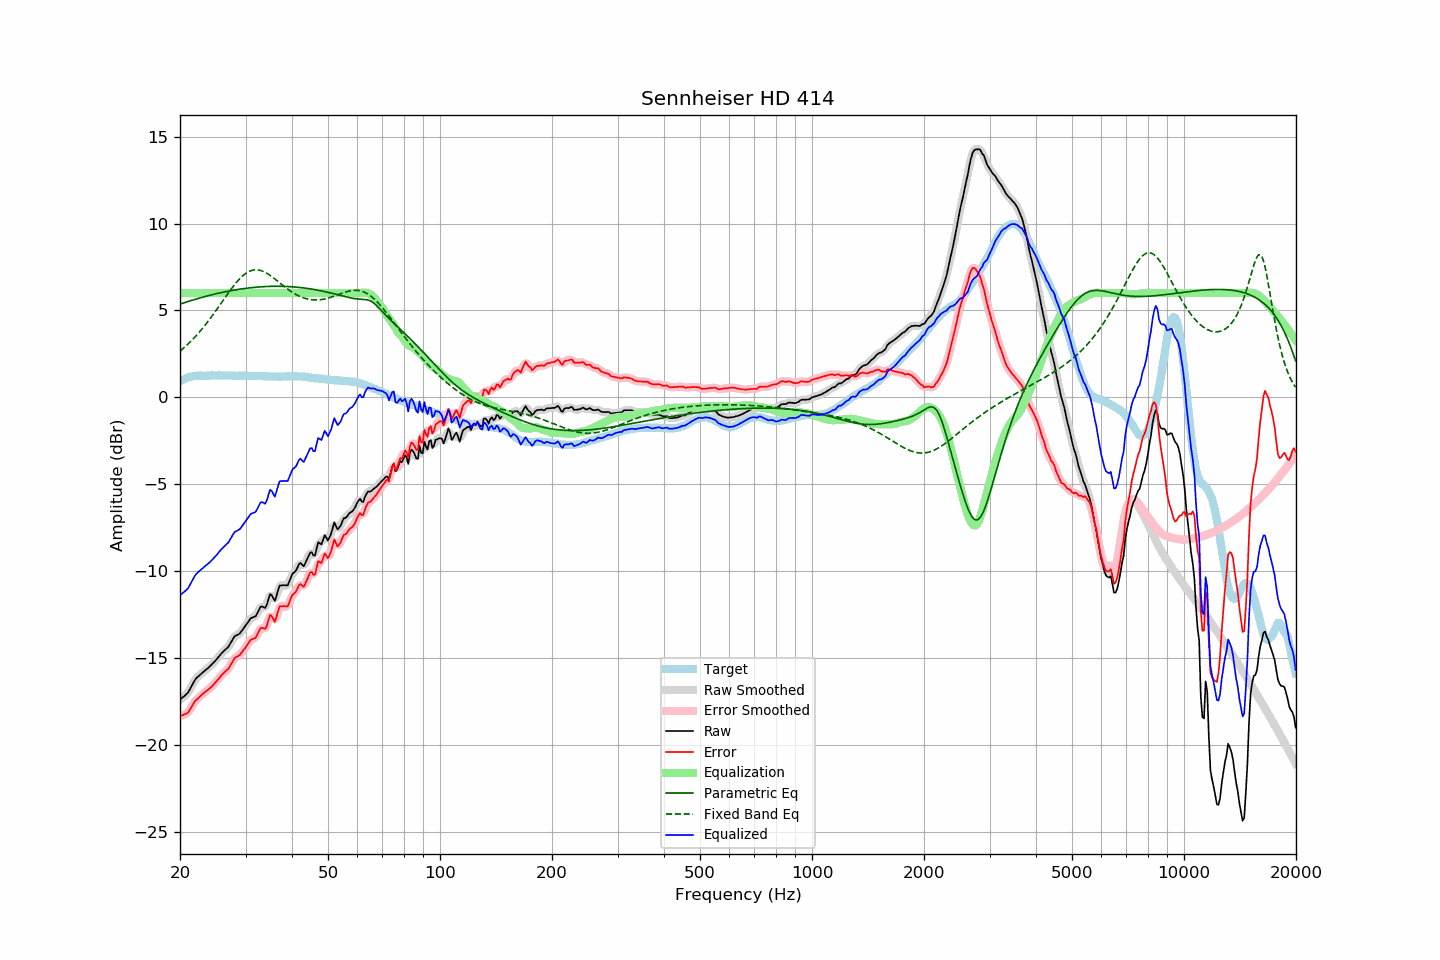 Sennheiser HD 414
15
10
5
0
−5
−10
−15
−20
−25
Amplitude (dBr)
Target
Raw Smoothed
Error Smoothed
Raw
Error
Equalization
Parametric Eq
Fixed Band Eq
Equalized
20 50 100 200 500 1000 2000 5000 10000 20000
Frequency (Hz)